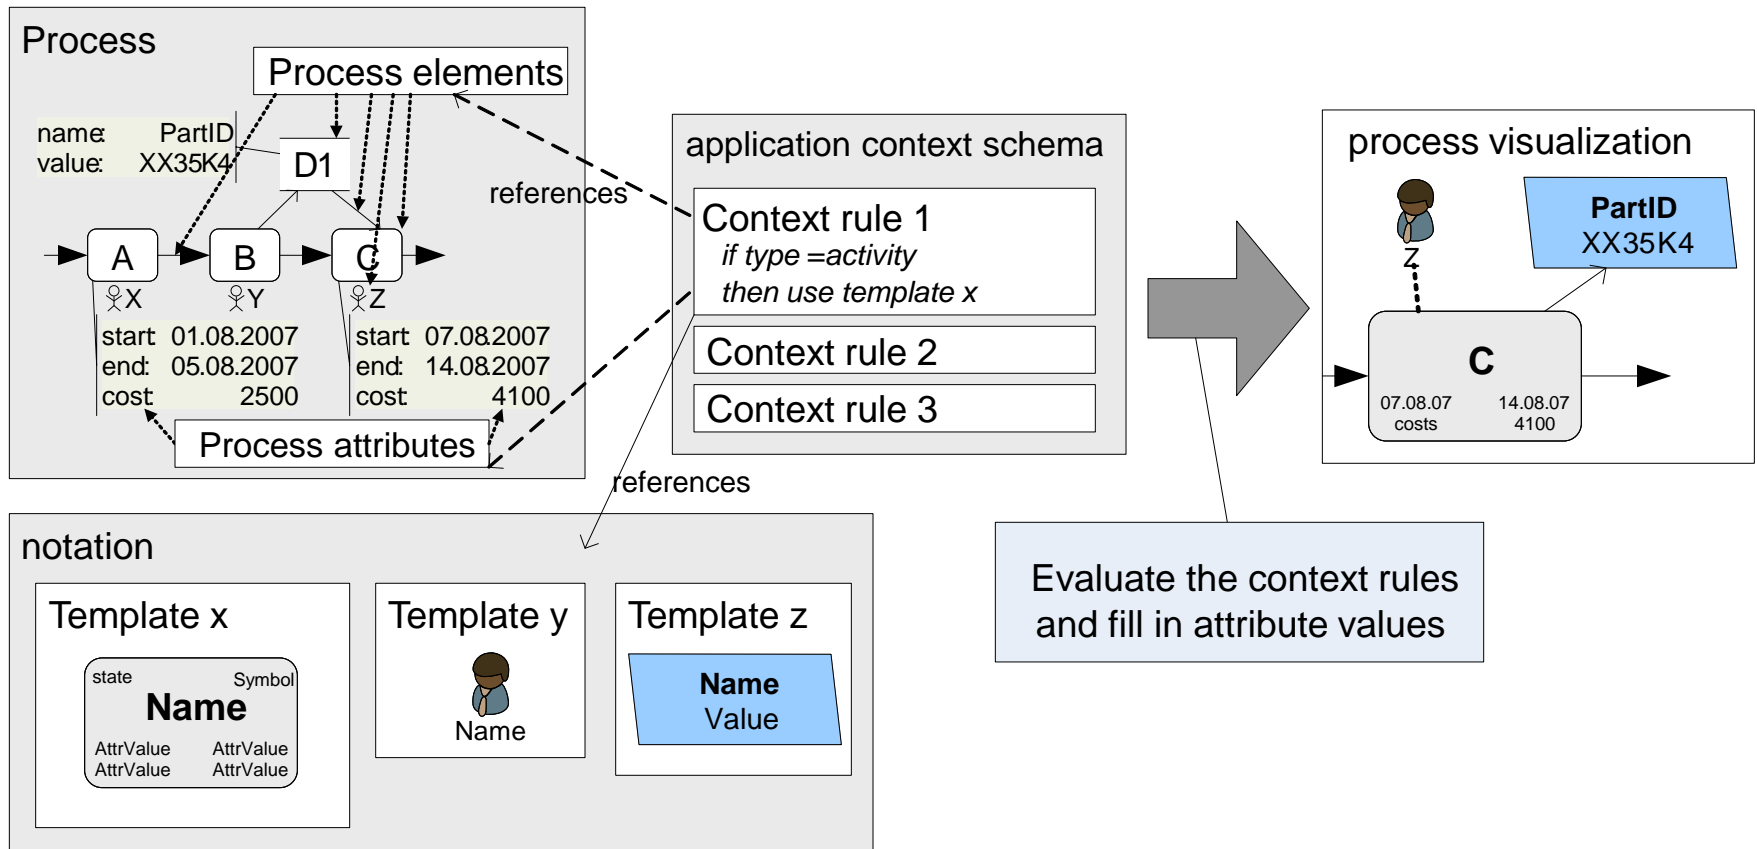 Process
Process elements
name: PartID
value: XX35K4
D1
references
A
B
C
X
Y
Z
start: 01.08.2007
end: 05.08.2007
cost: 2500
start: 07.08.2007
end: 14.08.2007
cost: 4100
Process attributes
application context schema
Context rule 1
if type =activity
then use template x
Context rule 2
Context rule 3
references
process visualization
Z
PartID
XX35K4
C
07.08.07 14.08.07
costs 4100
Evaluate the context rules
and fill in attribute values
notation
Template x
state Symbol
Name
AttrValue AttrValue
AttrValue AttrValue
Template y
Name
Template z
Name
Value